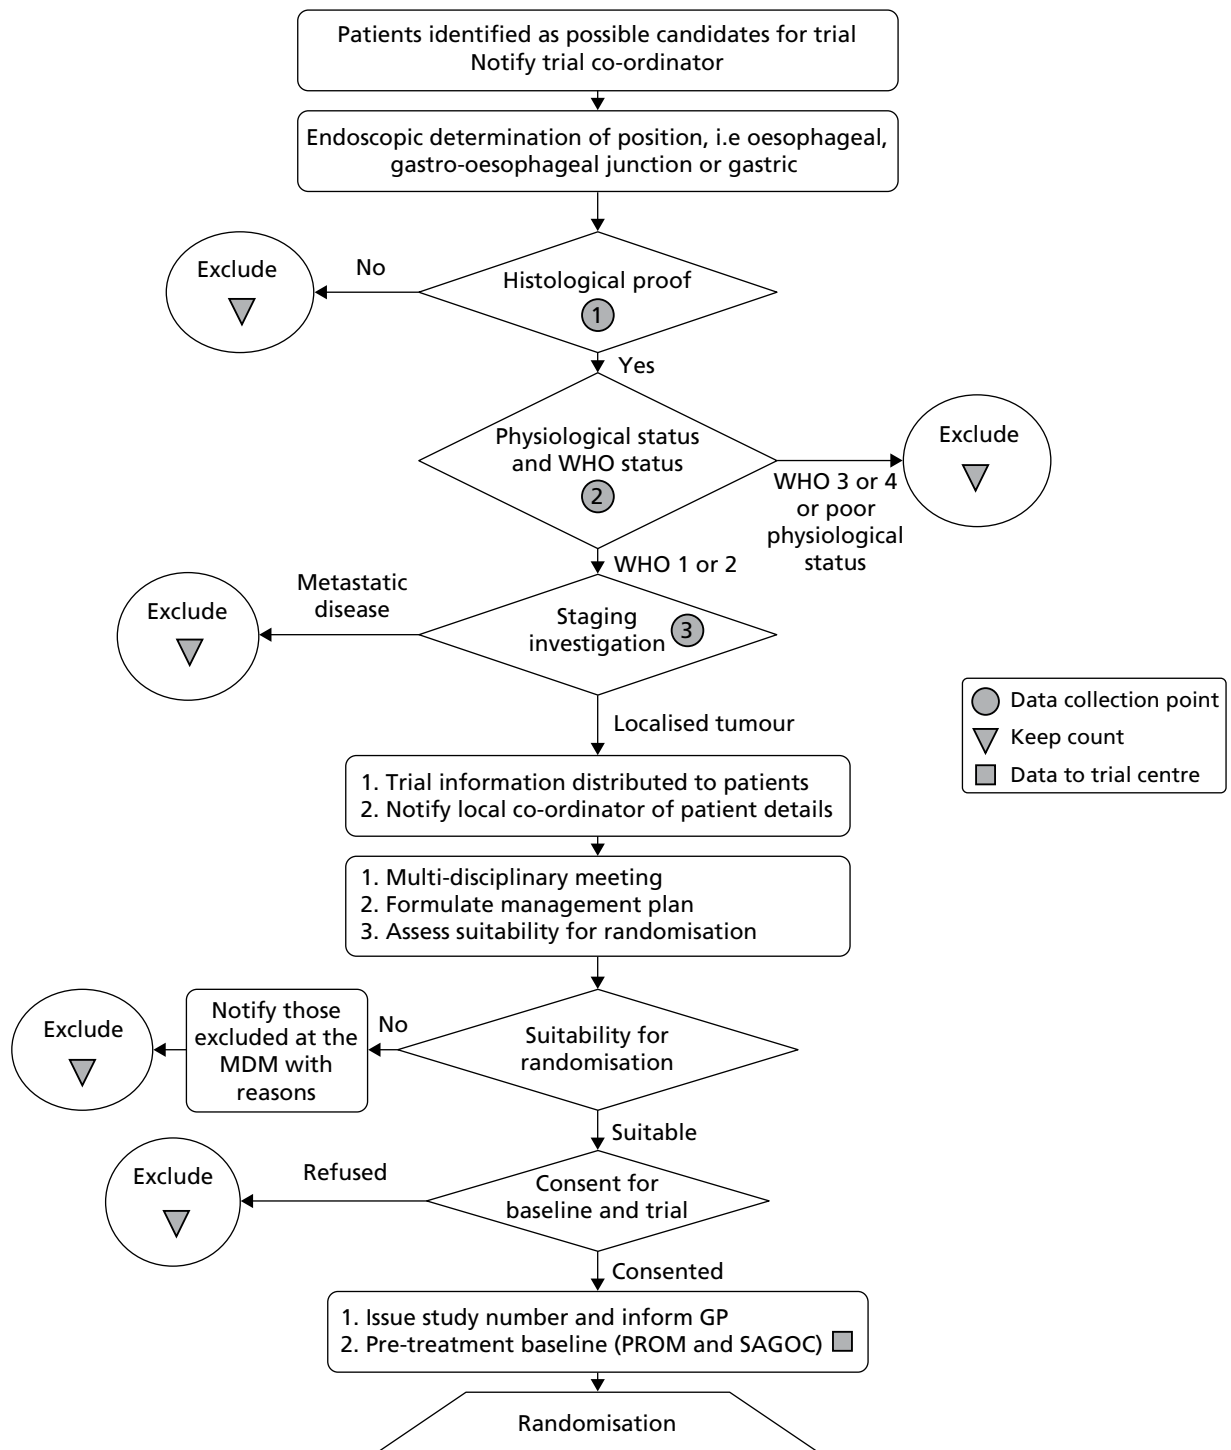 Patients identified as possible candidates for trial
Notify trial co-ordinator
Endoscopic determination of position, i.e oesophageal,
gastro-oesophageal junction or gastric
Exclude
No
Histological proof
1
Yes
Physiological status
and WHO status
2
Exclude
WHO 3 or 4
or poor
physiological
status
WHO 1 or 2
Metastatic
disease
Exclude
Staging
investigation
3
Localised tumour
Data collection point
Keep count
Data to trial centre
1. Trial information distributed to patients
2. Notify local co-ordinator of patient details
1. Multi-disciplinary meeting
2. Formulate management plan
3. Assess suitability for randomisation
Exclude
Notify those
excluded at the
MDM with
reasons
No
Suitability for
randomisation
Suitable
Exclude
Refused
Consent for
baseline and trial
Consented
1. Issue study number and inform GP
2. Pre-treatment baseline (PROM and SAGOC)
Randomisation